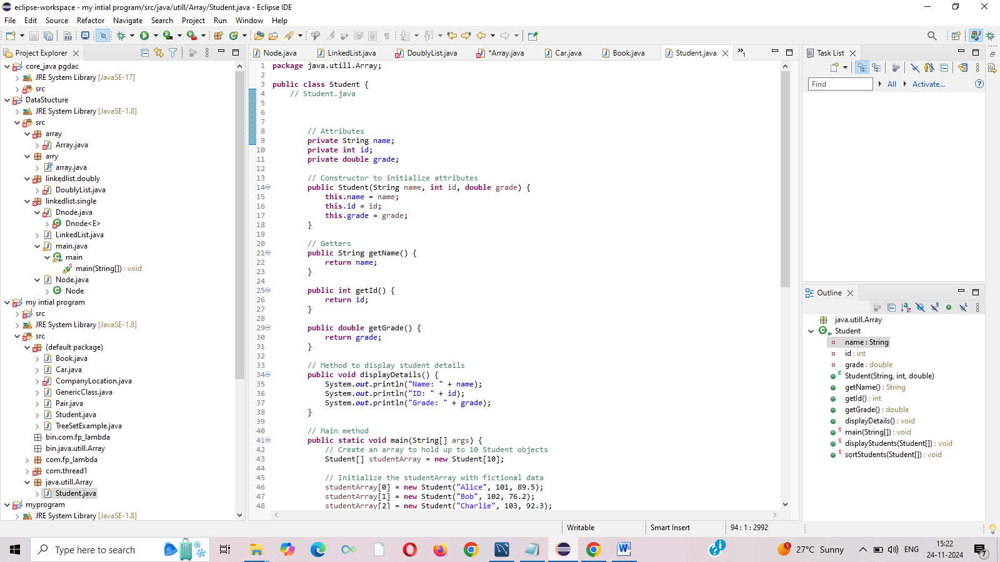 eclipse-workspace - my intial program/src/java/utill/Array/Student.java - Eclipse IDE
File Edit Source Refactor Navigate Search Project Run Window Help
Project Explorer
core_java pgdac
JRE System Library [JavaSE-17]
src
DataStucture
JRE System Library [JavaSE-1.8]
src
array
Array.java
arry
array.java
linkedlist.doubly
DoublyList.java
linkedlist.single
Dnode.java
Dnode<E>
LinkedList.java
main.java
main
main(String[]) : void
Node.java
Node
my intial program
src
JRE System Library [JavaSE-1.8]
src
(default package)
Book.java
Car.java
CompanyLocation.java
GenericClass.java
Pair.java
Student.java
TreeSetExample.java
bin.com.fp_lambda
bin.java.utill.Array
com.fp_lambda
com.thread1
java.utill.Array
Student.java
myprogram
JRE System Library [JavaSE-1.8]
Node.java LinkedList.java DoublyList.java *Array.java Car.java Book.java Student.java »1
1 package java.utill.Array;
2
3 public class Student {
4 // Student.java
5
6
7
8 // Attributes
9 private String name;
10 private int id;
11 private double grade;
12
13 // Constructor to initialize attributes
14 public Student(String name, int id, double grade) {
15 this.name = name;
16 this.id = id;
17 this.grade = grade;
18 }
19
20 // Getters
21 public String getName() {
22 return name;
23 }
24
25 public int getId() {
26 return id;
27 }
28
29 public double getGrade() {
30 return grade;
31 }
32
33 // Method to display student details
34 public void displayDetails() {
35 System.out.println("Name: " + name);
36 System.out.println("ID: " + id);
37 System.out.println("Grade: " + grade);
38 }
39
40 // Main method
41 public static void main(String[] args) {
42 // Create an array to hold up to 10 Student objects
43 Student[] studentArray = new Student[10];
44
45 // Initialize the studentArray with fictional data
46 studentArray[0] = new Student("Alice", 101, 89.5);
47 studentArray[1] = new Student("Bob", 102, 76.2);
48 studentArray[2] = new Student("Charlie", 103, 92.3);
Task List
Find All Activate...
Outline
java.utill.Array
Student
name : String
id : int
grade : double
Student(String, int, double)
getName() : String
getId() : int
getGrade() : double
displayDetails() : void
main(String[]) : void
displayStudents(Student[]) : void
sortStudents(Student[]) : void
Writable Smart Insert 94 : 1 : 2992
Type here to search
27°C Sunny
ENG
15:22
24-11-2024
7